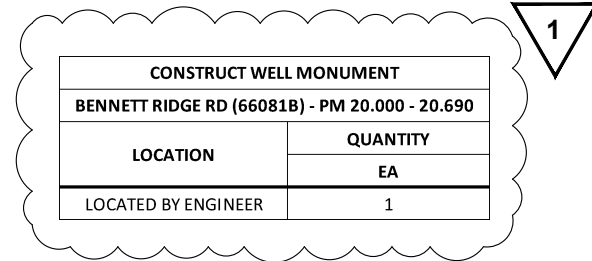 1
CONSTRUCT WELL MONUMENT
BENNETT RIDGE RD (66081B) - PM 20.000 - 20.690
LOCATION
QUANTITY
EA
LOCATED BY ENGINEER 1